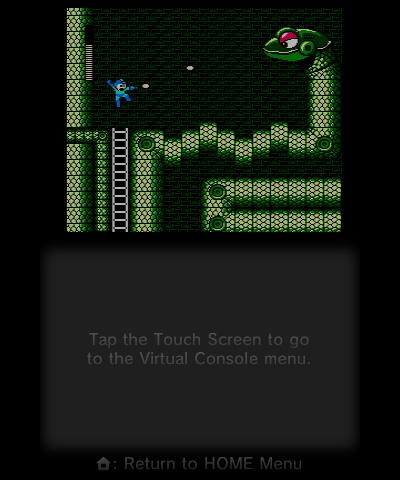 Tap the Touch Screen to go
to the Virtual Console menu.
: Return to HOME Menu